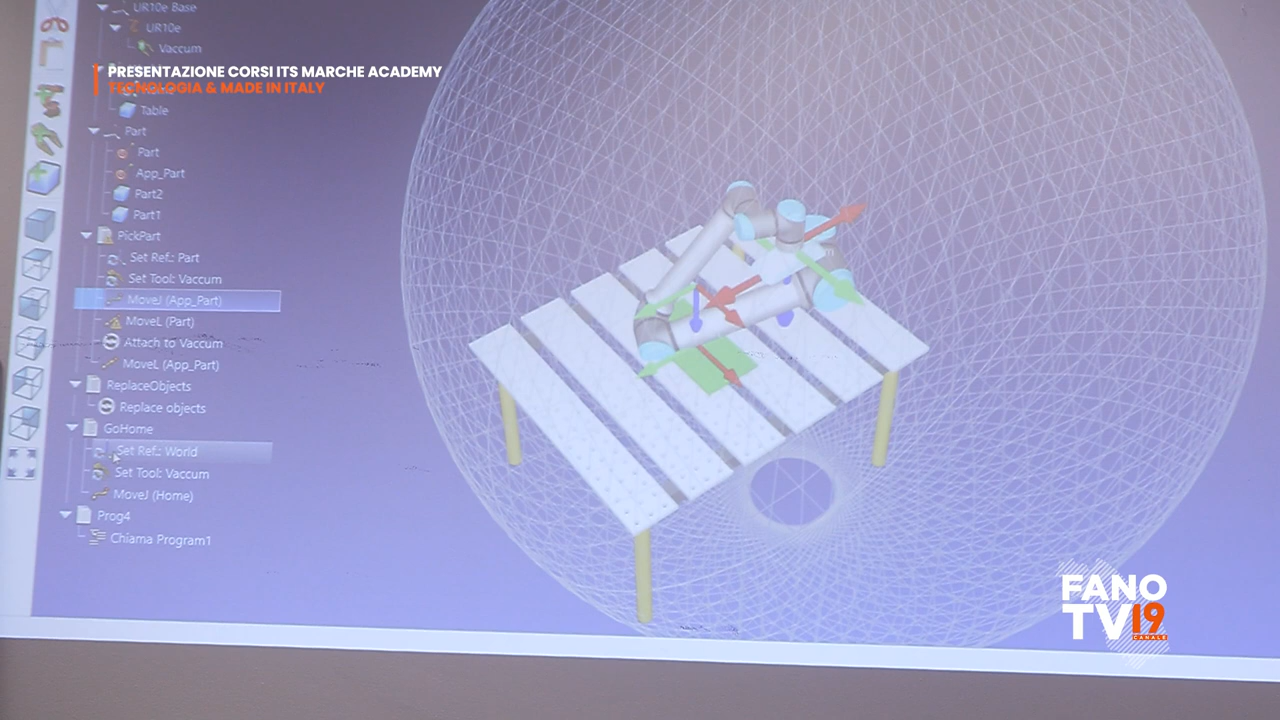 UR10e Base
UR10e
Vaccum
PRESENTAZIONE CORSI ITS MARCHE ACADEMY
TECNOLOGIA & MADE IN ITALY
Table
Part
Part
App_Part
Part2
Part1
PickPart
Set Ref.: Part
Set Tool: Vaccum
MoveJ (App_Part)
MoveL (Part)
Attach to Vaccum
MoveL (App_Part)
ReplaceObjects
Replace objects
GoHome
Set Ref.: World
Set Tool: Vaccum
MoveJ (Home)
Prog4
Chiama Program1
FANO
TV19
CANALE